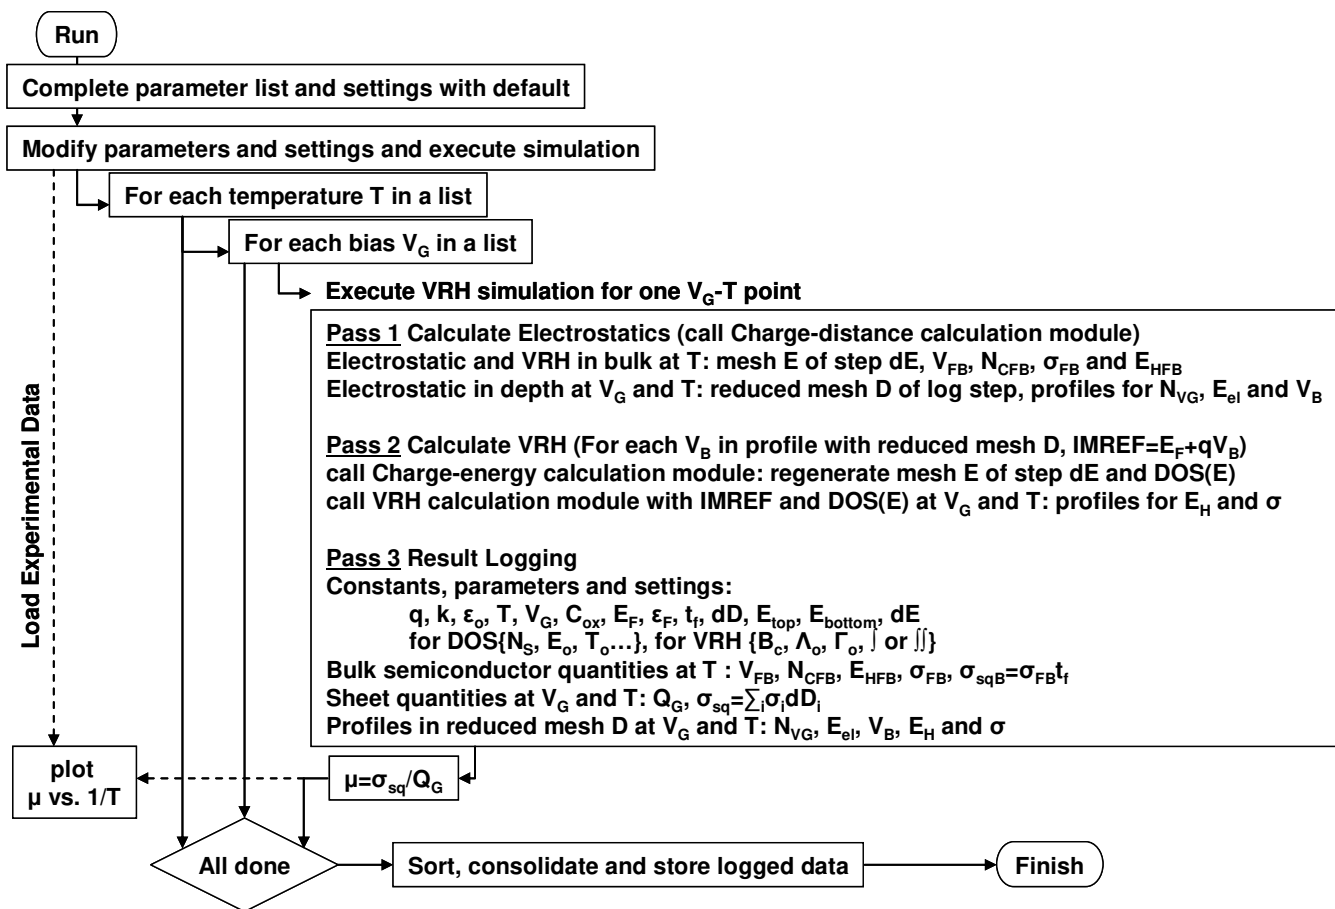 Run
Complete parameter list and settings with default
Modify parameters and settings and execute simulation
For each temperature T in a list
For each bias V_G in a list
Execute VRH simulation for one V_G-T point
Pass 1 Calculate Electrostatics (call Charge-distance calculation module)
Electrostatic and VRH in bulk at T: mesh E of step dE, V_FB, N_CFB, σ_FB and E_HFB
Electrostatic in depth at V_G and T: reduced mesh D of log step, profiles for N_VG, E_el and V_B
Pass 2 Calculate VRH (For each V_B in profile with reduced mesh D, IMREF=E_F+qV_B)
call Charge-energy calculation module: regenerate mesh E of step dE and DOS(E)
call VRH calculation module with IMREF and DOS(E) at V_G and T: profiles for E_H and σ
Pass 3 Result Logging
Constants, parameters and settings:
q, k, ε_o, T, V_G, C_ox, E_F, ε_F, t_f, dD, E_top, E_bottom, dE
for DOS{N_S, E_o, T_o…}, for VRH {B_c, Λ_o, Γ_o, ∫ or ∬}
Bulk semiconductor quantities at T : V_FB, N_CFB, E_HFB, σ_FB, σ_sqB=σ_FBt_f
Sheet quantities at V_G and T: Q_G, σ_sq=∑_iσ_idD_i
Profiles in reduced mesh D at V_G and T: N_VG, E_el, V_B, E_H and σ
Load Experimental Data
plot
μ vs. 1/T
μ=σ_sq/Q_G
All done
Sort, consolidate and store logged data
Finish